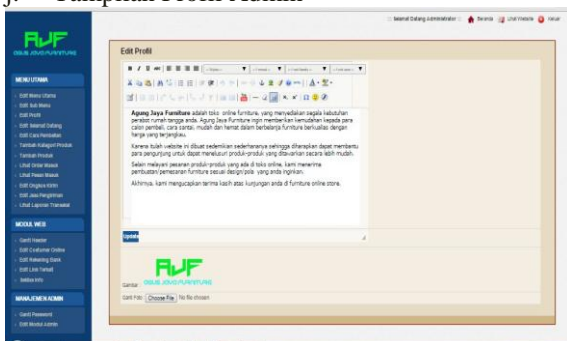 j. Tampilan Profil Admin
:: Selamat Datang Administrator :: Beranda Lihat Website Keluar
AJF
Edit Profil
MENU UTAMA
Edit Menu Utama
Edit Sub Menu
Edit Profil
Edit Selamat Datang
Edit Cara Pembelian
Tambah Kategori Produk
Tambah Produk
Lihat Order Masuk
Lihat Pesan Masuk
Edit Ongkos Kirim
Edit Jasa Pengiriman
Lihat Laporan Transaksi
Agung Jaya Furniture adalah toko online furniture, yang menyediakan segala kebutuhan
perabot rumah tangga anda. Agung Jaya Furniture ingin memberikan kemudahan kepada para
calon pembeli, cara santai, mudah dan hemat dalam berbelanja furniture berkualitas dengan
harga yang terjangkau.
Karena itulah website ini dibuat sedemikian sederhananya sehingga diharapkan dapat membantu
para pengunjung untuk dapat menelusuri produk-produk yang ditawarkan secara lebih mudah.
Selain melayani pesanan produk-produk yang ada di toko online, kami menerima
pembuatan/pemesanan furniture sesuai design/pola yang anda inginkan.
Akhirnya, kami mengucapkan terima kasih atas kunjungan anda di furniture online store.
Update
MODUL WEB
Ganti Header
Edit Customer Online
Edit Rekening Bank
Edit Link Terkait
Sekilas Info
AJF
Gambar :
Ganti Foto : Choose File No file chosen
MANAJEMEN ADMIN
Ganti Password
Edit Modul Admin